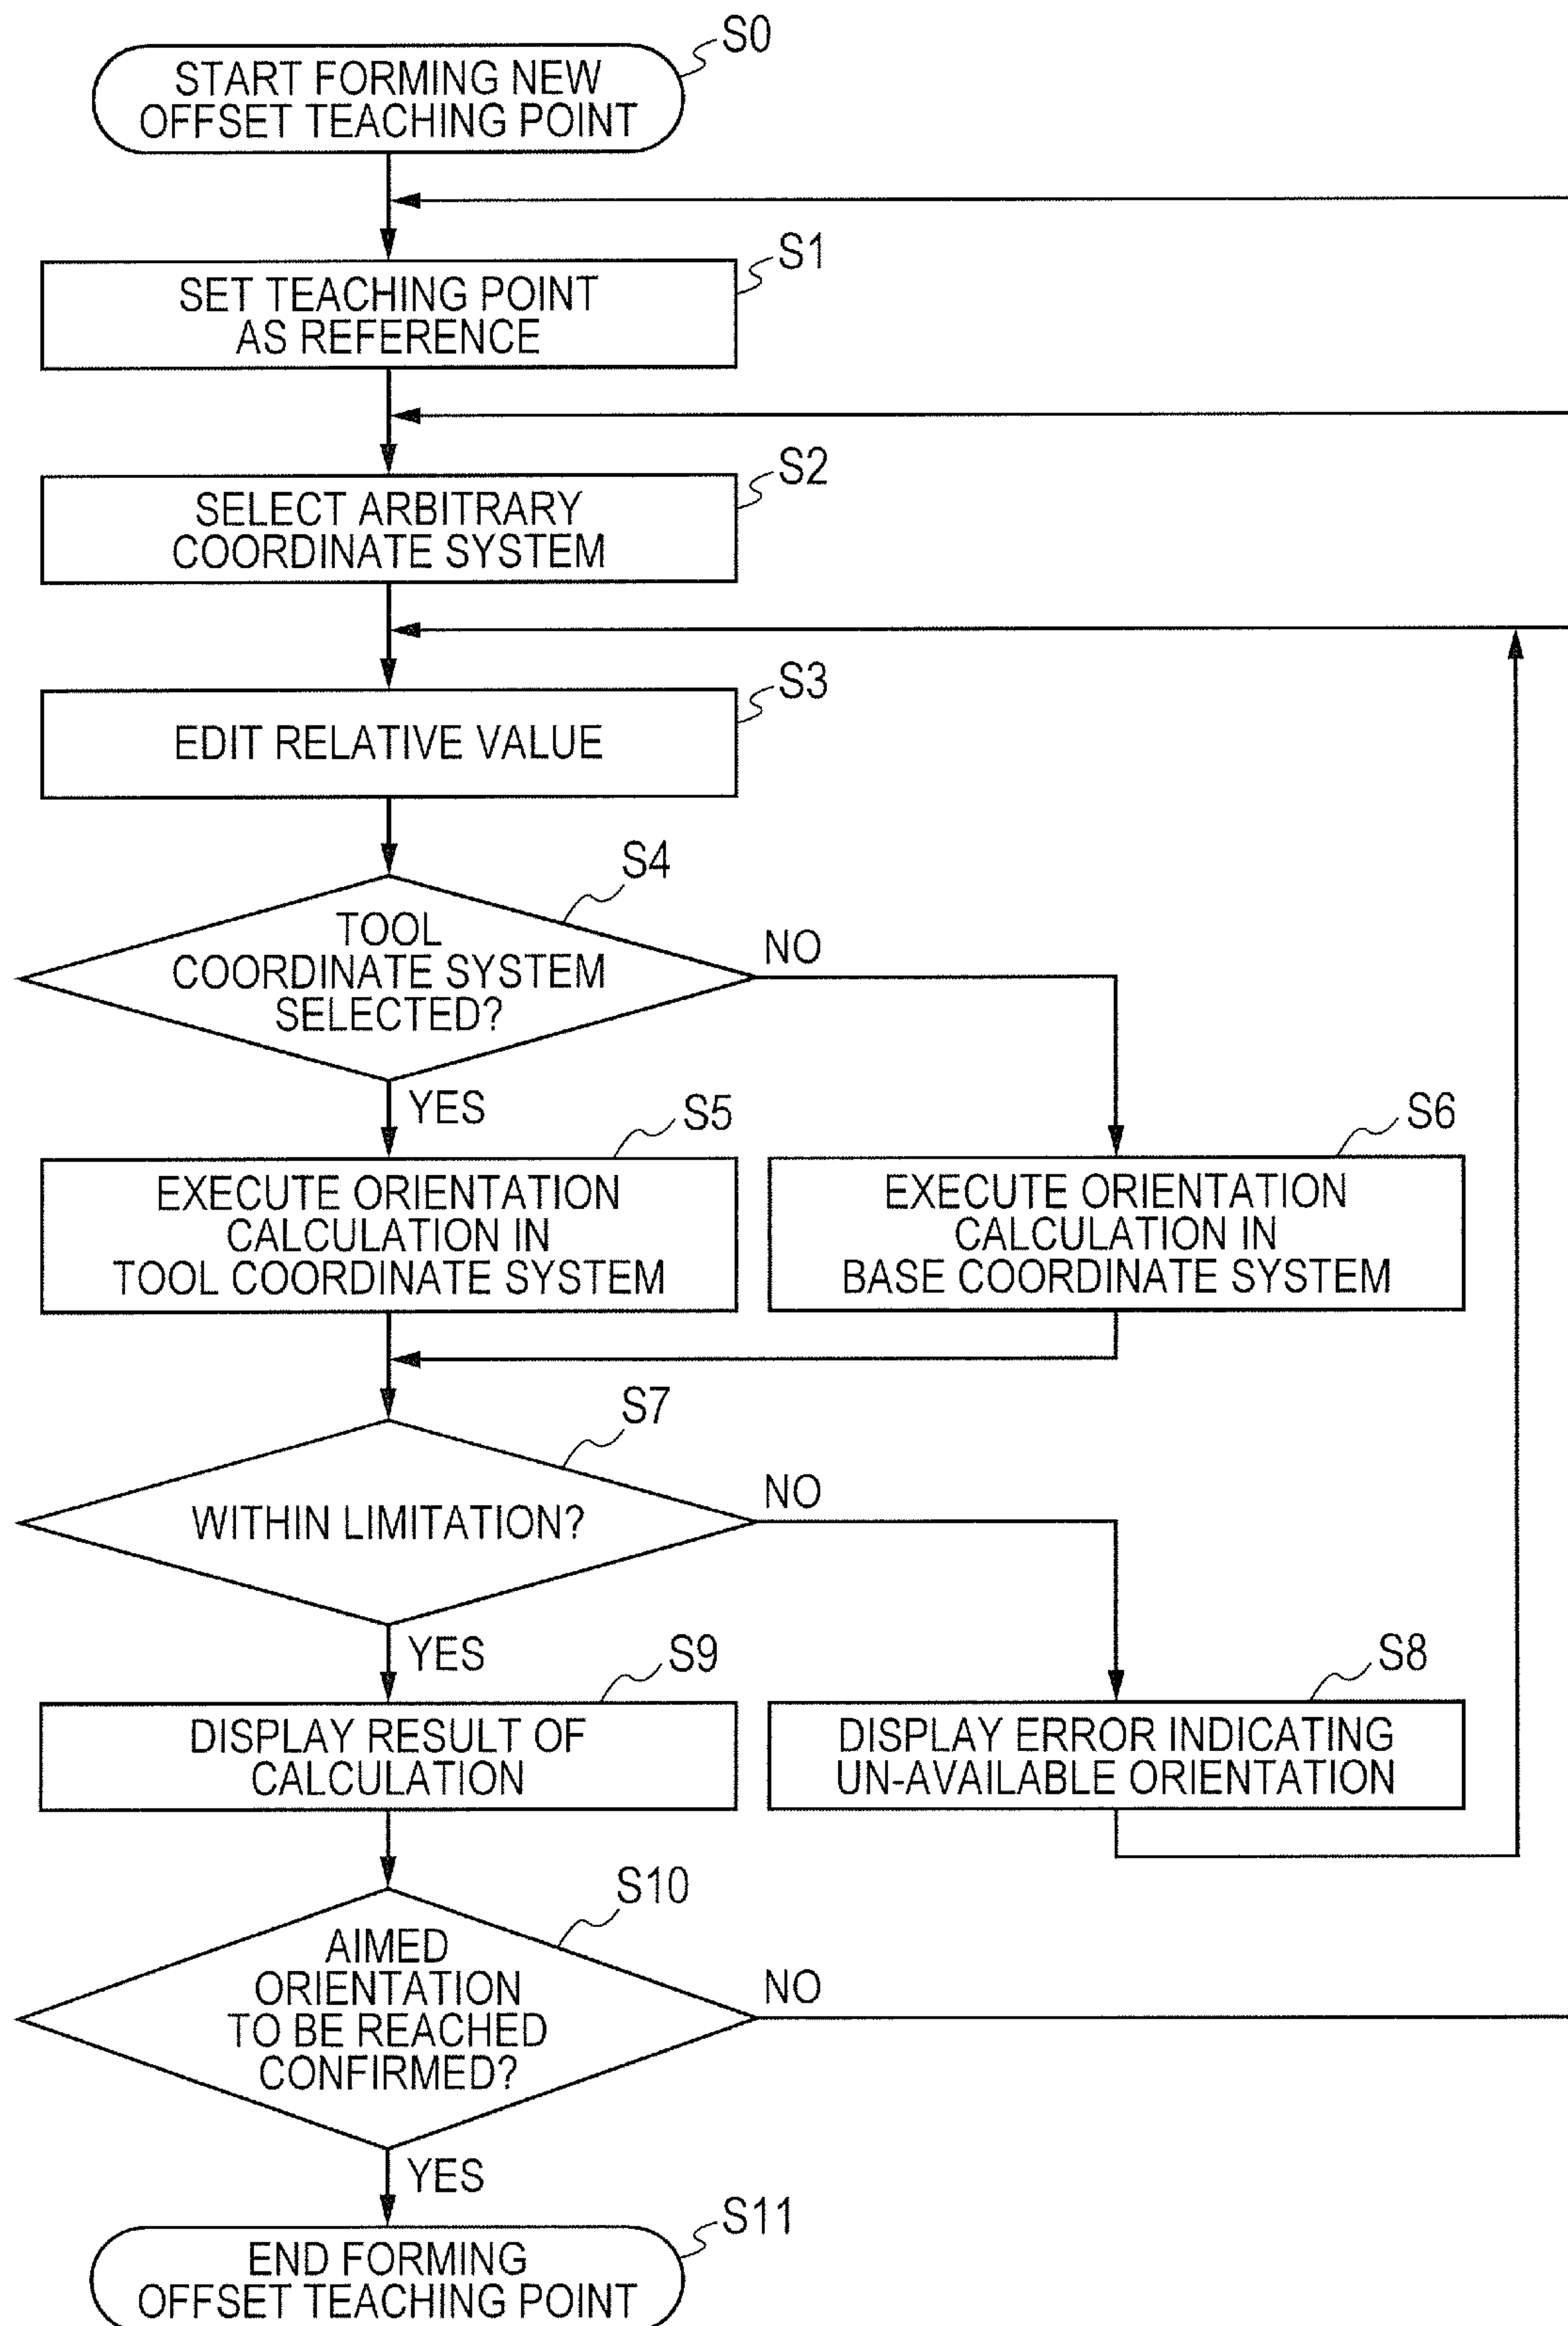 S0
START FORMING NEW
OFFSET TEACHING POINT
S1
SET TEACHING POINT
AS REFERENCE
S2
SELECT ARBITRARY
COORDINATE SYSTEM
S3
EDIT RELATIVE VALUE
S4
TOOL
COORDINATE SYSTEM
SELECTED?
NO
YES
S5
EXECUTE ORIENTATION
CALCULATION IN
TOOL COORDINATE SYSTEM
S6
EXECUTE ORIENTATION
CALCULATION IN
BASE COORDINATE SYSTEM
S7
WITHIN LIMITATION?
NO
YES
S9
DISPLAY RESULT OF
CALCULATION
S8
DISPLAY ERROR INDICATING
UN-AVAILABLE ORIENTATION
S10
AIMED
ORIENTATION
TO BE REACHED
CONFIRMED?
NO
YES
S11
END FORMING
OFFSET TEACHING POINT